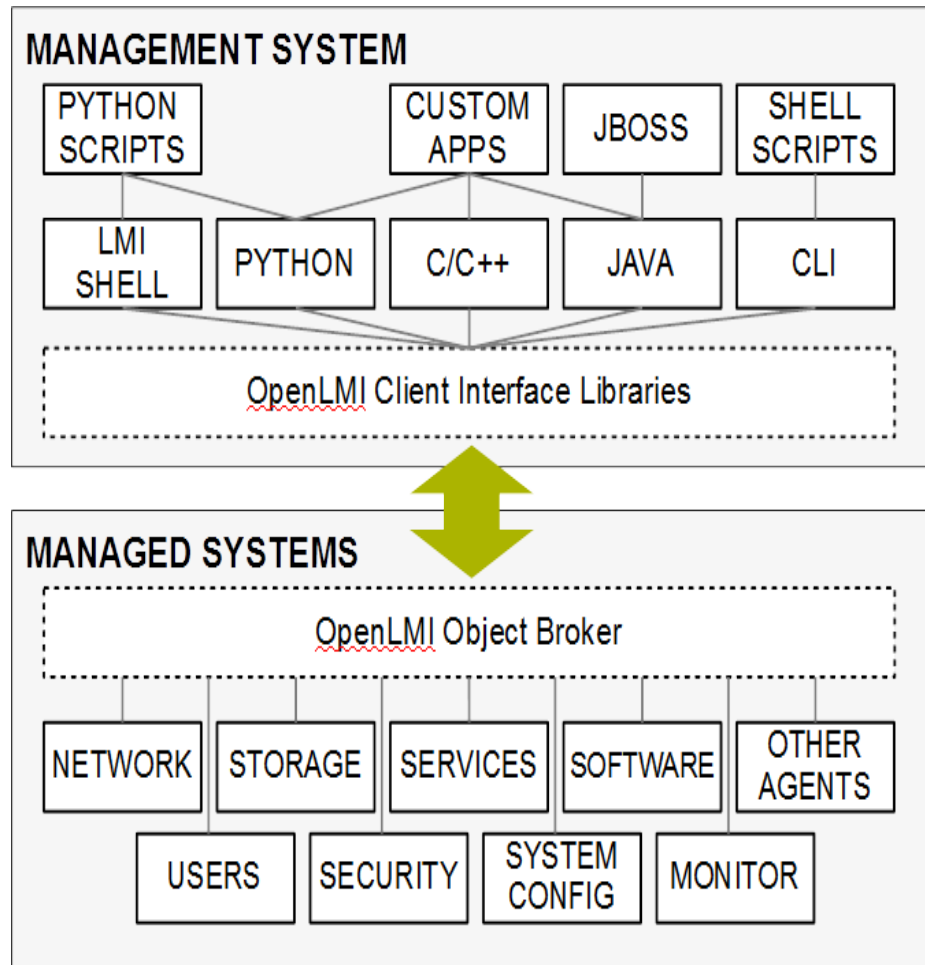 MANAGEMENT SYSTEM
PYTHON
SCRIPTS
CUSTOM
APPS
JBOSS
SHELL
SCRIPTS
LMI
SHELL
PYTHON
C/C++
JAVA
CLI
OpenLMI Client Interface Libraries
MANAGED SYSTEMS
OpenLMI Object Broker
NETWORK
STORAGE
SERVICES
SOFTWARE
OTHER
AGENTS
USERS
SECURITY
SYSTEM
CONFIG
MONITOR